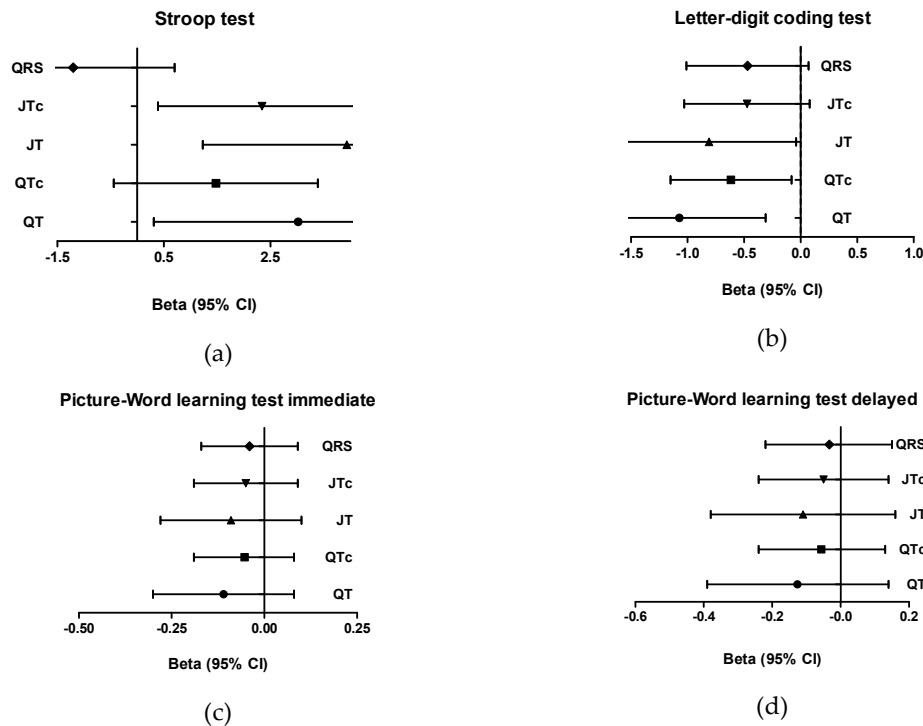 Stroop test
QRS
JTc
JT
QTc
QT
-1.5 0.5 2.5
Beta (95% CI)
(a)
Letter-digit coding test
QRS
JTc
JT
QTc
QT
-1.5 -1.0 -0.5 0.0 0.5 1.0
Beta (95% CI)
(b)
Picture-Word learning test immediate
QRS
JTc
JT
QTc
QT
-0.50 -0.25 0.00 0.25
Beta (95% CI)
(c)
Picture-Word learning test delayed
QRS
JTc
JT
QTc
QT
-0.6 -0.4 -0.2 -0.0 0.2
Beta (95% CI)
(d)